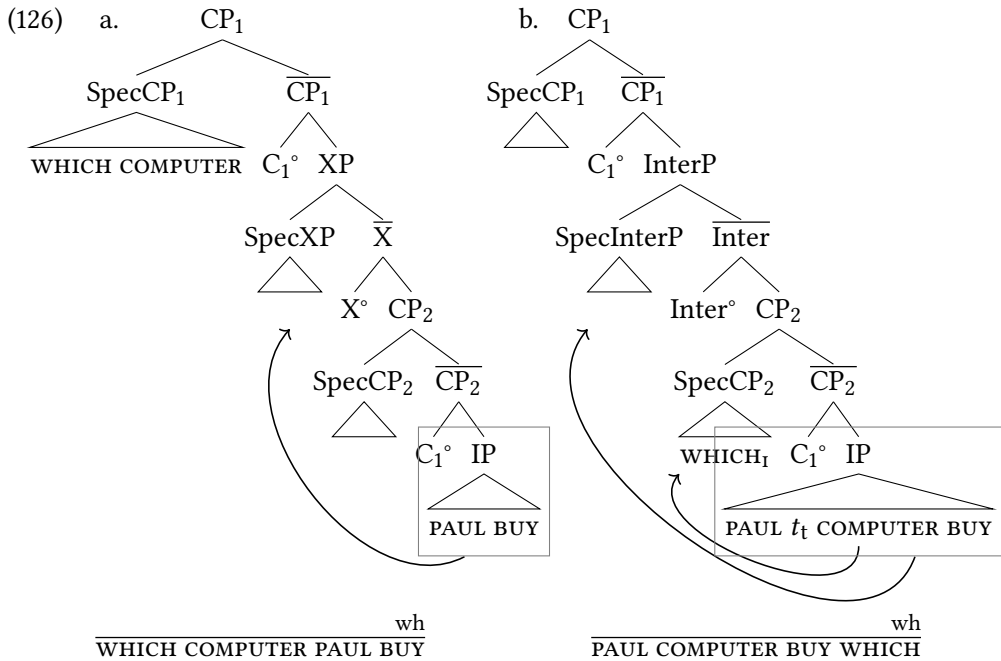 (126) a. CP₁ b. CP₁
SpecCP₁ CP₁ SpecCP₁ CP₁
WHICH COMPUTER C₁° XP C₁° InterP
SpecXP X SpecInterP Inter
X° CP₂ Inter° CP₂
SpecCP₂ CP₂ SpecCP₂ CP₂
C₁° IP WHICH_I C₁° IP
PAUL BUY PAUL t_t COMPUTER BUY
wh wh
WHICH COMPUTER PAUL BUY PAUL COMPUTER BUY WHICH